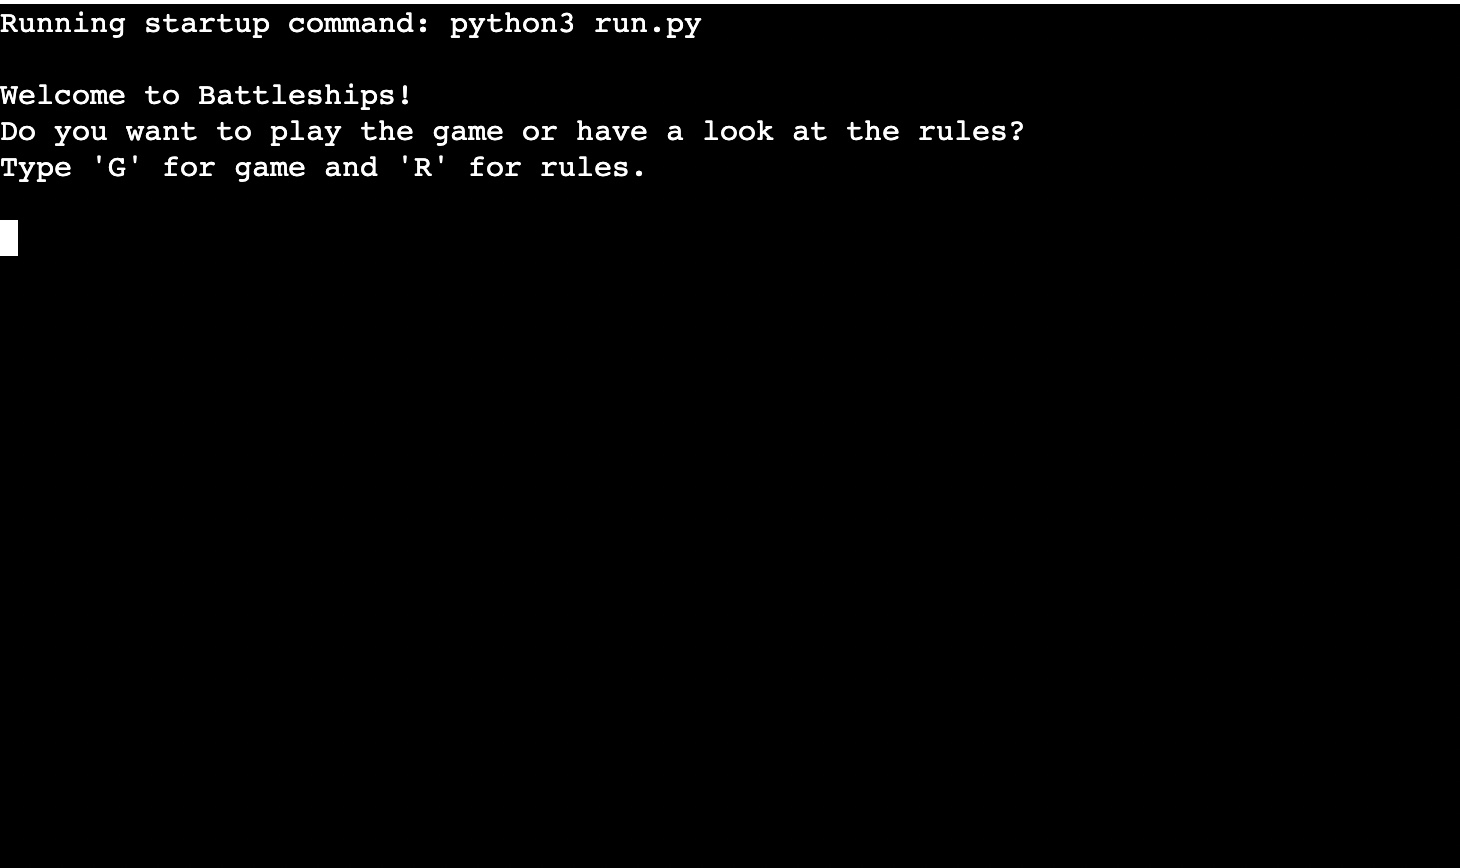 Running startup command: python3 run.py
Welcome to Battleships!
Do you want to play the game or have a look at the rules?
Type 'G' for game and 'R' for rules.